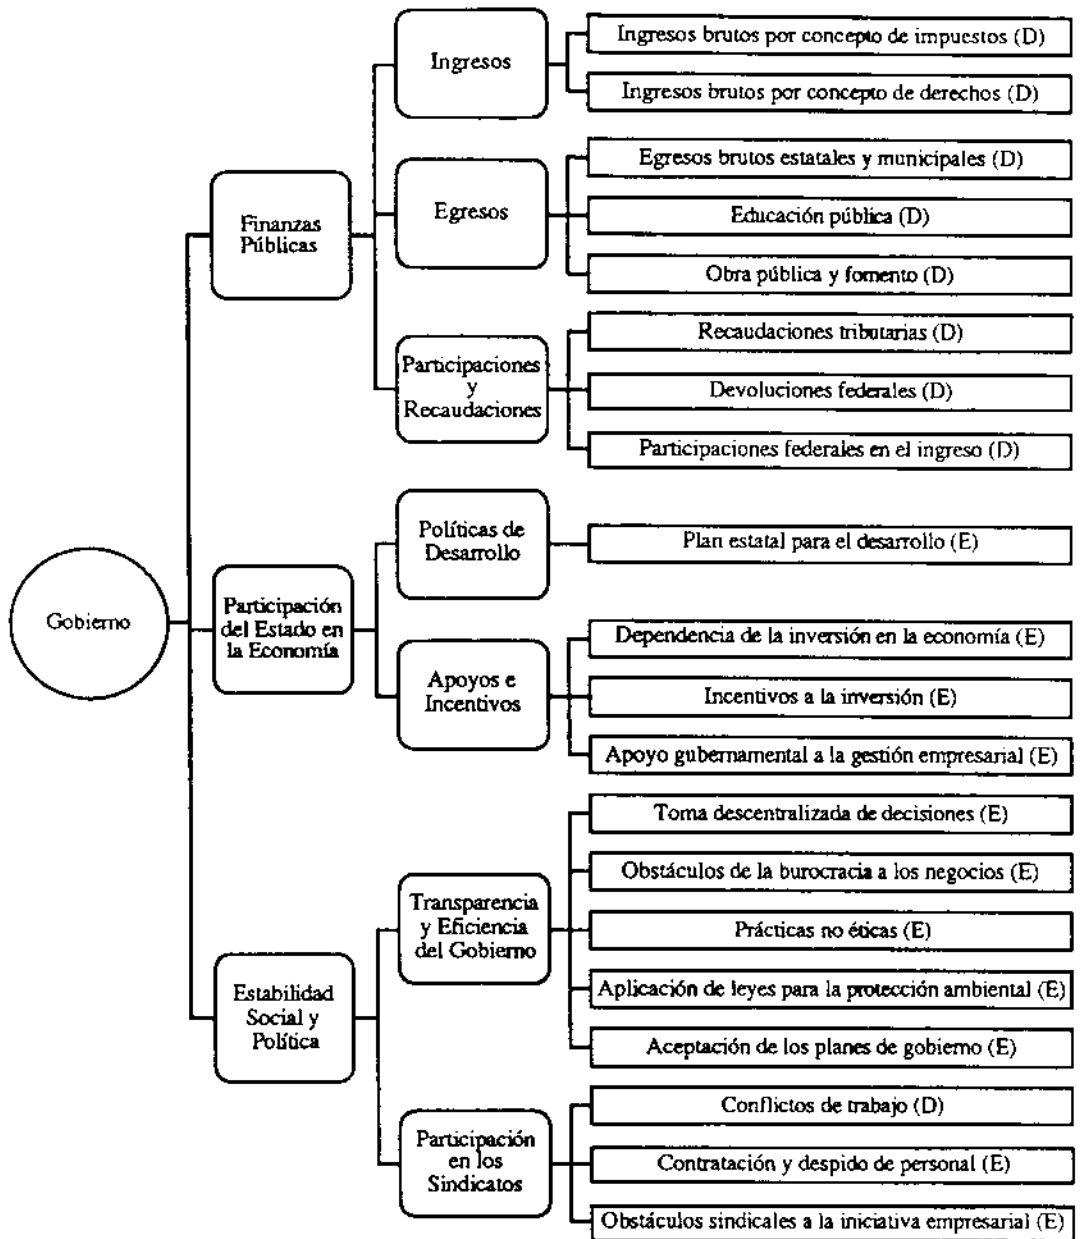 Gobierno
Finanzas
Públicas
Ingresos
Ingresos brutos por concepto de impuestos (D)
Ingresos brutos por concepto de derechos (D)
Egresos
Egresos brutos estatales y municipales (D)
Educación pública (D)
Obra pública y fomento (D)
Participaciones
y
Recaudaciones
Recaudaciones tributarias (D)
Devoluciones federales (D)
Participaciones federales en el ingreso (D)
Participación
del Estado en
la Economía
Políticas de
Desarrollo
Plan estatal para el desarrollo (E)
Apoyos e
Incentivos
Dependencia de la inversión en la economía (E)
Incentivos a la inversión (E)
Apoyo gubernamental a la gestión empresarial (E)
Estabilidad
Social y
Política
Transparencia
y Eficiencia
del Gobierno
Toma descentralizada de decisiones (E)
Obstáculos de la burocracia a los negocios (E)
Prácticas no éticas (E)
Aplicación de leyes para la protección ambiental (E)
Aceptación de los planes de gobierno (E)
Participación
en los
Sindicatos
Conflictos de trabajo (D)
Contratación y despido de personal (E)
Obstáculos sindicales a la iniciativa empresarial (E)